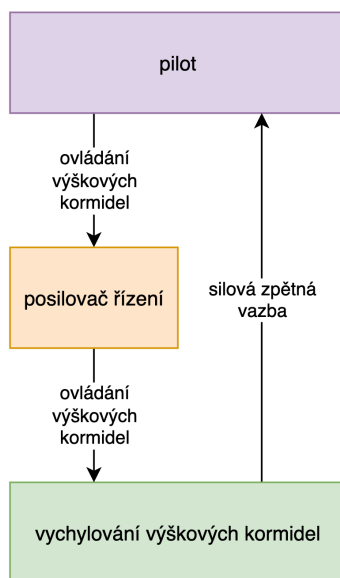 pilot
ovládání
výškových
kormidel
posilovač řízení
silová zpětná
vazba
ovládání
výškových
kormidel
vychylování výškových kormidel